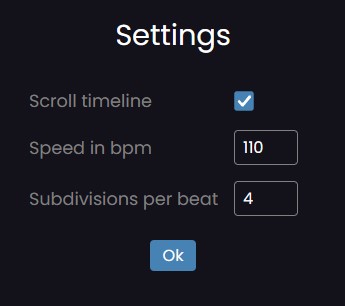 Settings
Scroll timeline
Speed in bpm 110
Subdivisions per beat 4
Ok